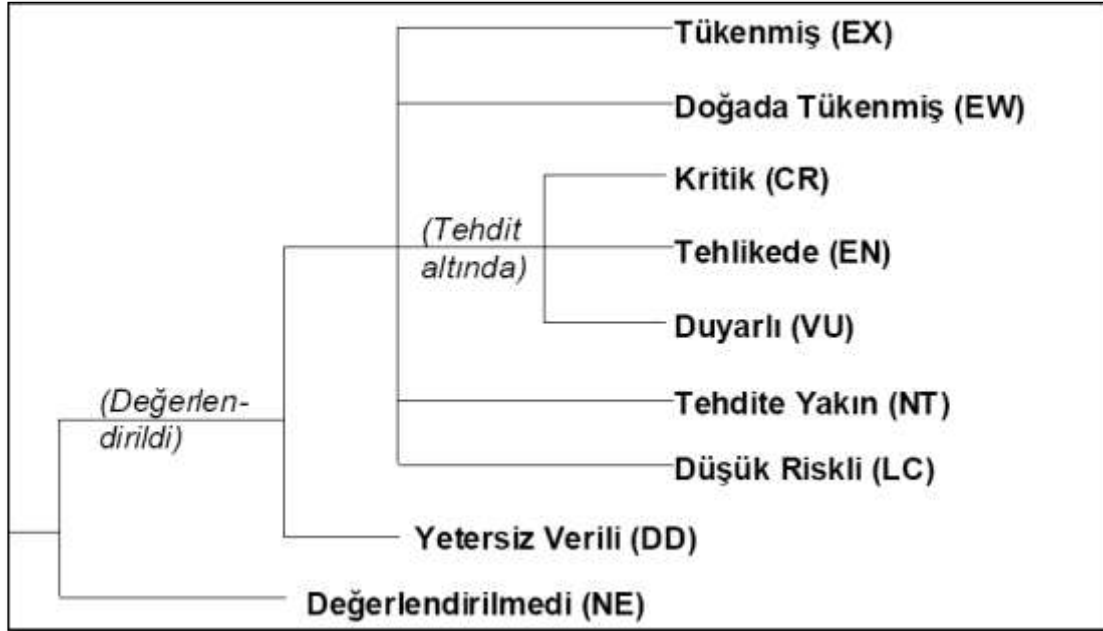 Tükenmiş (EX)
Doğada Tükenmiş (EW)
Kritik (CR)
(Tehdit
altında)
Tehlikede (EN)
Duyarlı (VU)
(Değerlen-
dirildi)
Tehdite Yakın (NT)
Düşük Riskli (LC)
Yetersiz Verili (DD)
Değerlendirilmedi (NE)